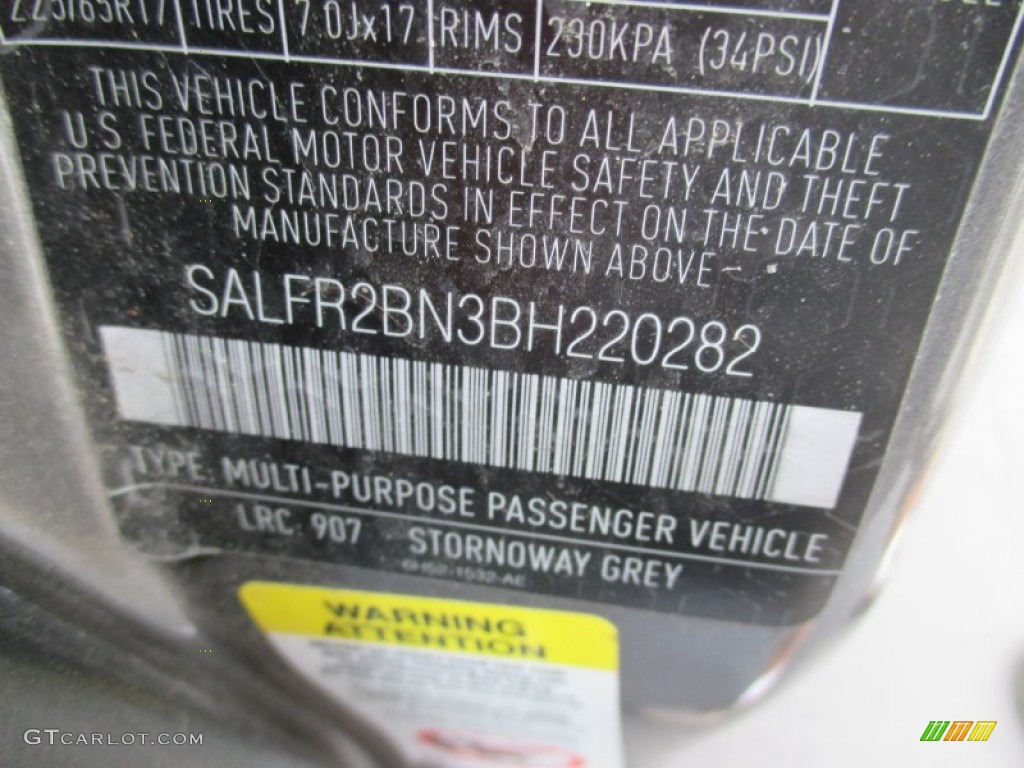 225/65R17 TIRES 7.0Jx17 RIMS 230KPA (34PSI)
THIS VEHICLE CONFORMS TO ALL APPLICABLE
U.S. FEDERAL MOTOR VEHICLE SAFETY AND THEFT
PREVENTION STANDARDS IN EFFECT ON THE DATE OF
MANUFACTURE SHOWN ABOVE
SALFR2BN3BH220282
TYPE: MULTI-PURPOSE PASSENGER VEHICLE
LRC 907 STORNOWAY GREY
WARNING
ATTENTION
GTCARLOT.COM